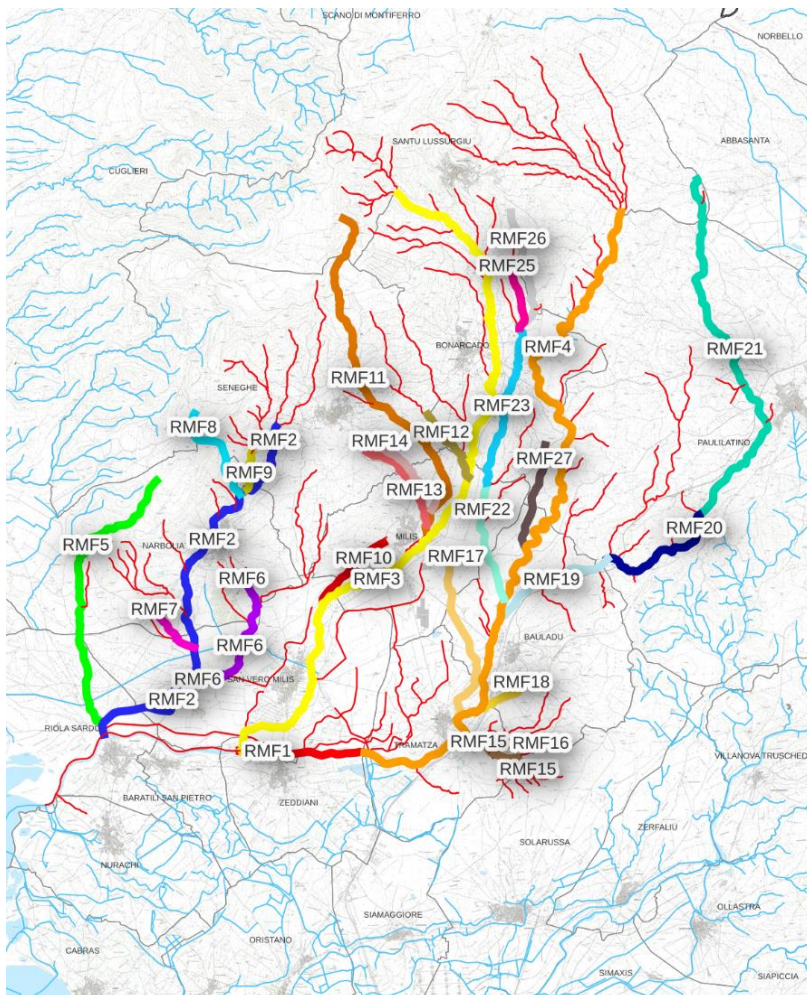 SCANO DI MONTIFERRO
NORBELLO
SANTU LUSSURGIU
ABBASANTA
CUGLIERI
RMF26
RMF25
BONARCADO
RMF4
RMF21
RMF11
SENEGHE
RMF23
RMF8
RMF2
RMF14
RMF12
PAULILATINO
RMF9
RMF27
RMF13
RMF22
RMF20
MILIS
RMF2
RMF5
NARBOLIA
RMF10
RMF17
RMF3
RMF6
RMF19
RMF7
BAULADU
RMF6
RMF6
SAN VERO MILIS
RMF18
RMF2
RIOLA SARDO
RMF1
TRAMATZA
RMF15
RMF16
RMF15
VILLANOVA TRUSCHED
BARATILI SAN PIETRO
ZEDDIANI
ZERFALIU
SOLARUSSA
NURACHI
OLLASTRA
SIAMAGGIORE
ORISTANO
CABRAS
SIMAXIS
SIAPICCIA